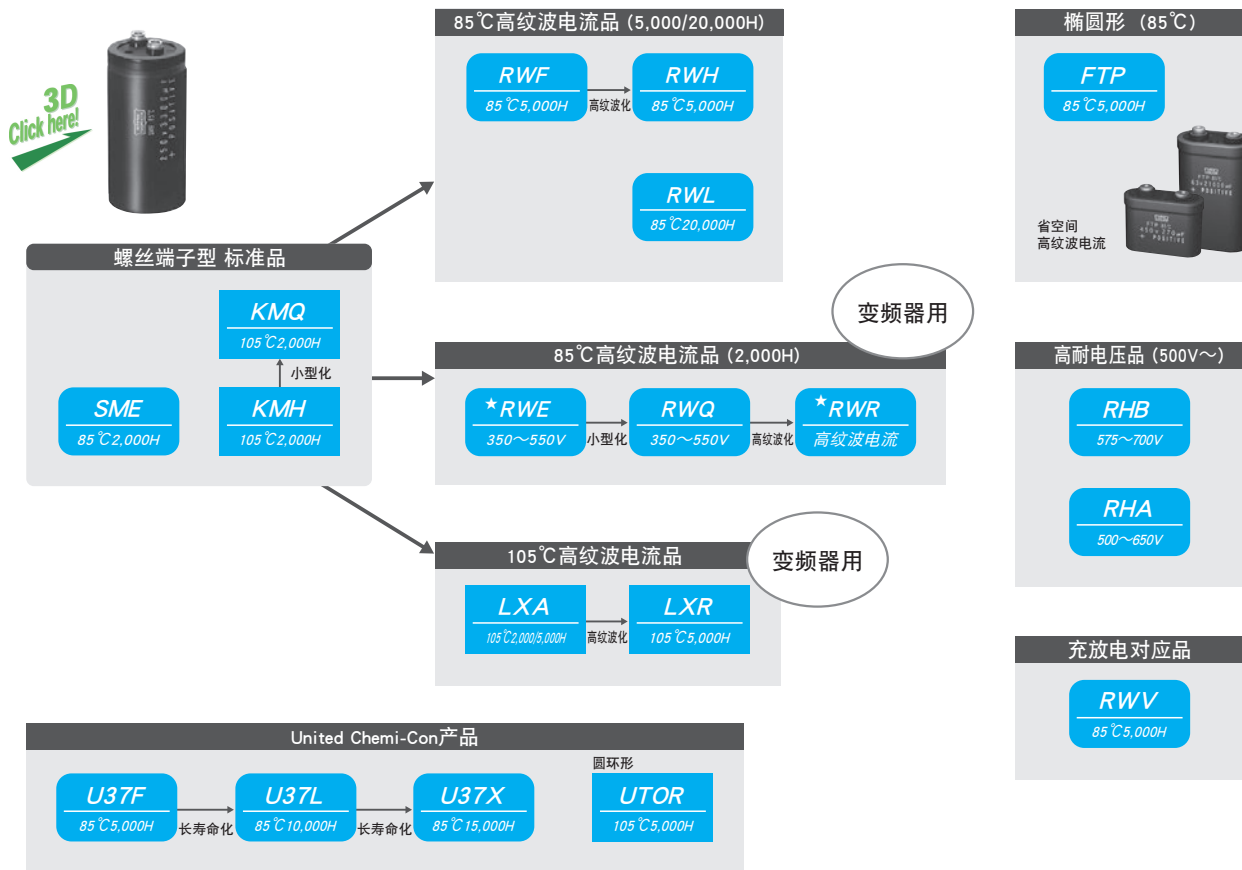 3D
Click here!
螺丝端子型 标准品
KMQ
105℃2,000H
小型化
SME
85℃2,000H
KMH
105℃2,000H
85℃高纹波电流品 (5,000/20,000H)
RWF
85℃5,000H
高纹波化
RWH
85℃5,000H
RWL
85℃20,000H
变频器用
85℃高纹波电流品 (2,000H)
★RWE
350～550V
小型化
RWQ
350～550V
高纹波化
★RWR
高纹波电流
变频器用
105℃高纹波电流品
LXA
105℃2,000/5,000H
高纹波化
LXR
105℃5,000H
United Chemi-Con产品
U37F
85℃5,000H
长寿命化
U37L
85℃10,000H
长寿命化
U37X
85℃15,000H
圆环形
UTOR
105℃5,000H
椭圆形 (85℃)
FTP
85℃5,000H
省空间
高纹波电流
POSITIVE
POSITIVE
高耐电压品 (500V～)
RHB
575～700V
RHA
500～650V
充放电对应品
RWV
85℃5,000H